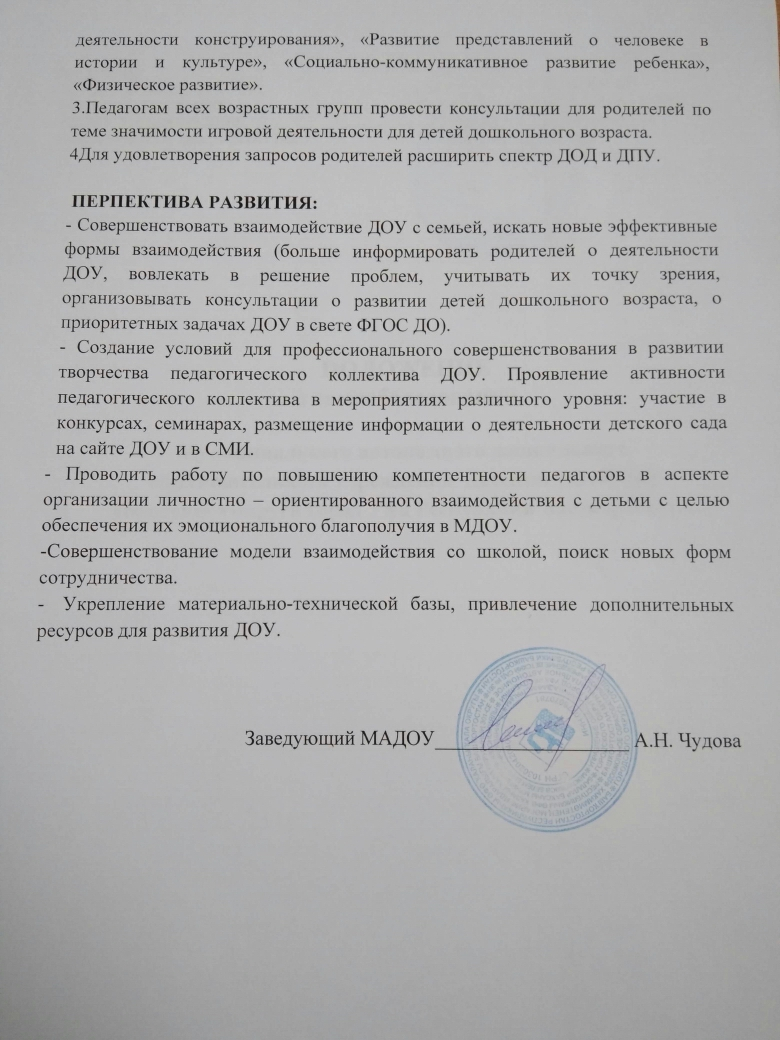 деятельности конструирования», «Развитие представлений о человеке в
истории и культуре», «Социально-коммуникативное развитие ребенка»,
«Физическое развитие».
3.Педагогам всех возрастных групп провести консультации для родителей по
теме значимости игровой деятельности для детей дошкольного возраста.
4Для удовлетворения запросов родителей расширить спектр ДОД и ДПУ.
ПЕРПЕКТИВА РАЗВИТИЯ:
- Совершенствовать взаимодействие ДОУ с семьей, искать новые эффективные
формы взаимодействия (больше информировать родителей о деятельности
ДОУ, вовлекать в решение проблем, учитывать их точку зрения,
организовывать консультации о развитии детей дошкольного возраста, о
приоритетных задачах ДОУ в свете ФГОС ДО).
- Создание условий для профессионального совершенствования в развитии
творчества педагогического коллектива ДОУ. Проявление активности
педагогического коллектива в мероприятиях различного уровня: участие в
конкурсах, семинарах, размещение информации о деятельности детского сада
на сайте ДОУ и в СМИ.
- Проводить работу по повышению компетентности педагогов в аспекте
организации личностно – ориентированного взаимодействия с детьми с целью
обеспечения их эмоционального благополучия в МДОУ.
-Совершенствование модели взаимодействия со школой, поиск новых форм
сотрудничества.
- Укрепление материально-технической базы, привлечение дополнительных
ресурсов для развития ДОУ.
Заведующий МАДОУ____________________ А.Н. Чудова